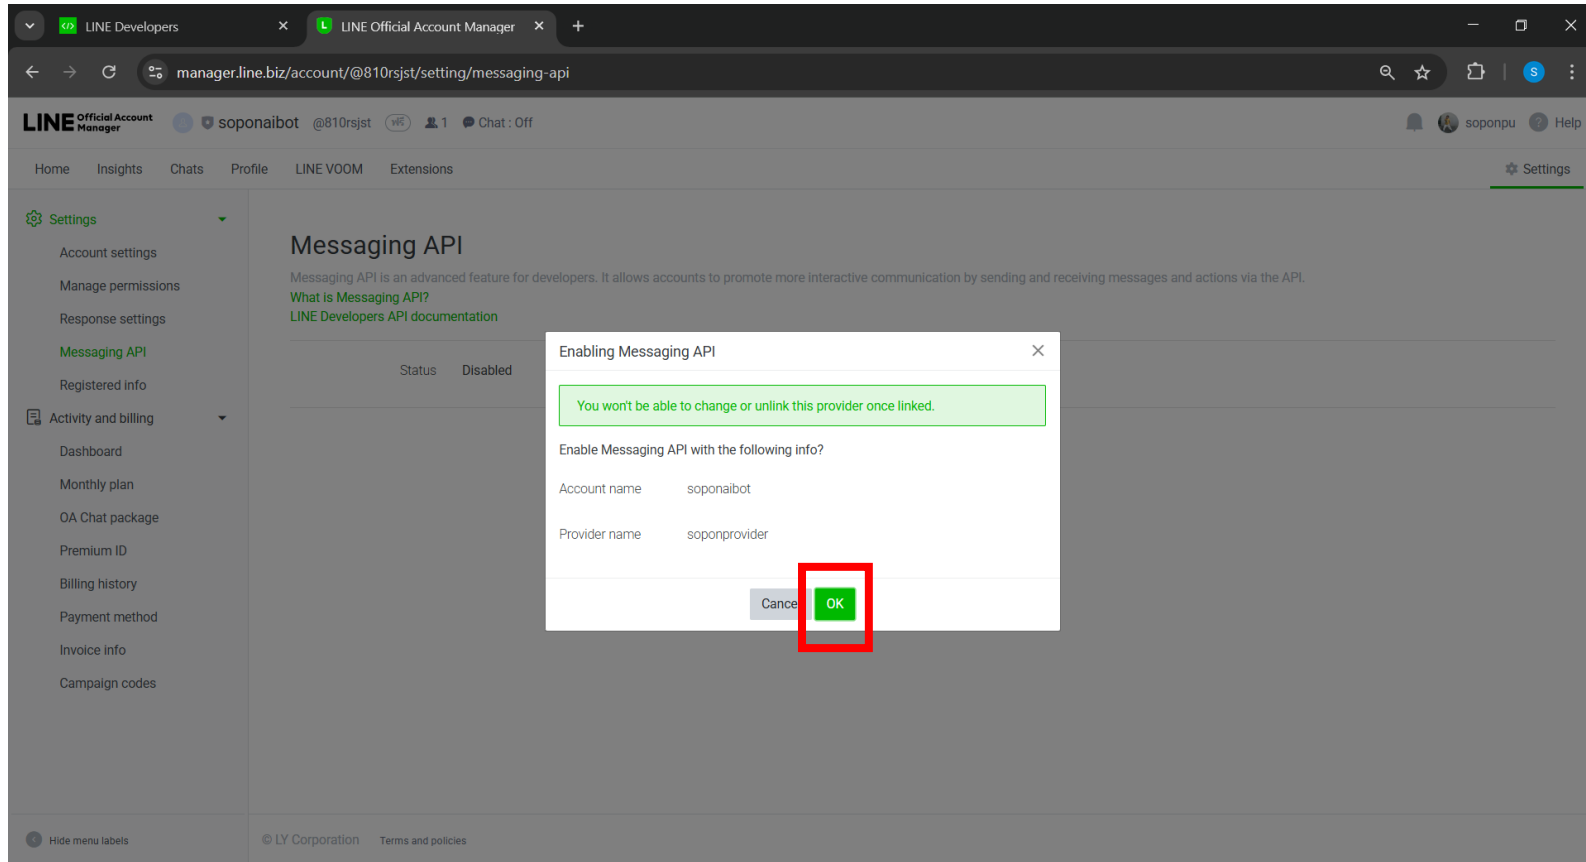 LINE Developers
LINE Official Account Manager
manager.line.biz/account/@810rsjst/setting/messaging-api
S
LINE Official Account Manager
soponaibot @810rsjst ฟรี 1 Chat : Off
soponpu Help
Home Insights Chats Profile LINE VOOM Extensions
Settings
Settings
Account settings
Manage permissions
Response settings
Messaging API
Registered info
Activity and billing
Dashboard
Monthly plan
OA Chat package
Premium ID
Billing history
Payment method
Invoice info
Campaign codes
Hide menu labels
Messaging API
Messaging API is an advanced feature for developers. It allows accounts to promote more interactive communication by sending and receiving messages and actions via the API.
What is Messaging API?
LINE Developers API documentation
Status Disabled
Enabling Messaging API
You won't be able to change or unlink this provider once linked.
Enable Messaging API with the following info?
Account name soponaibot
Provider name soponprovider
Cance OK
© LY Corporation Terms and policies